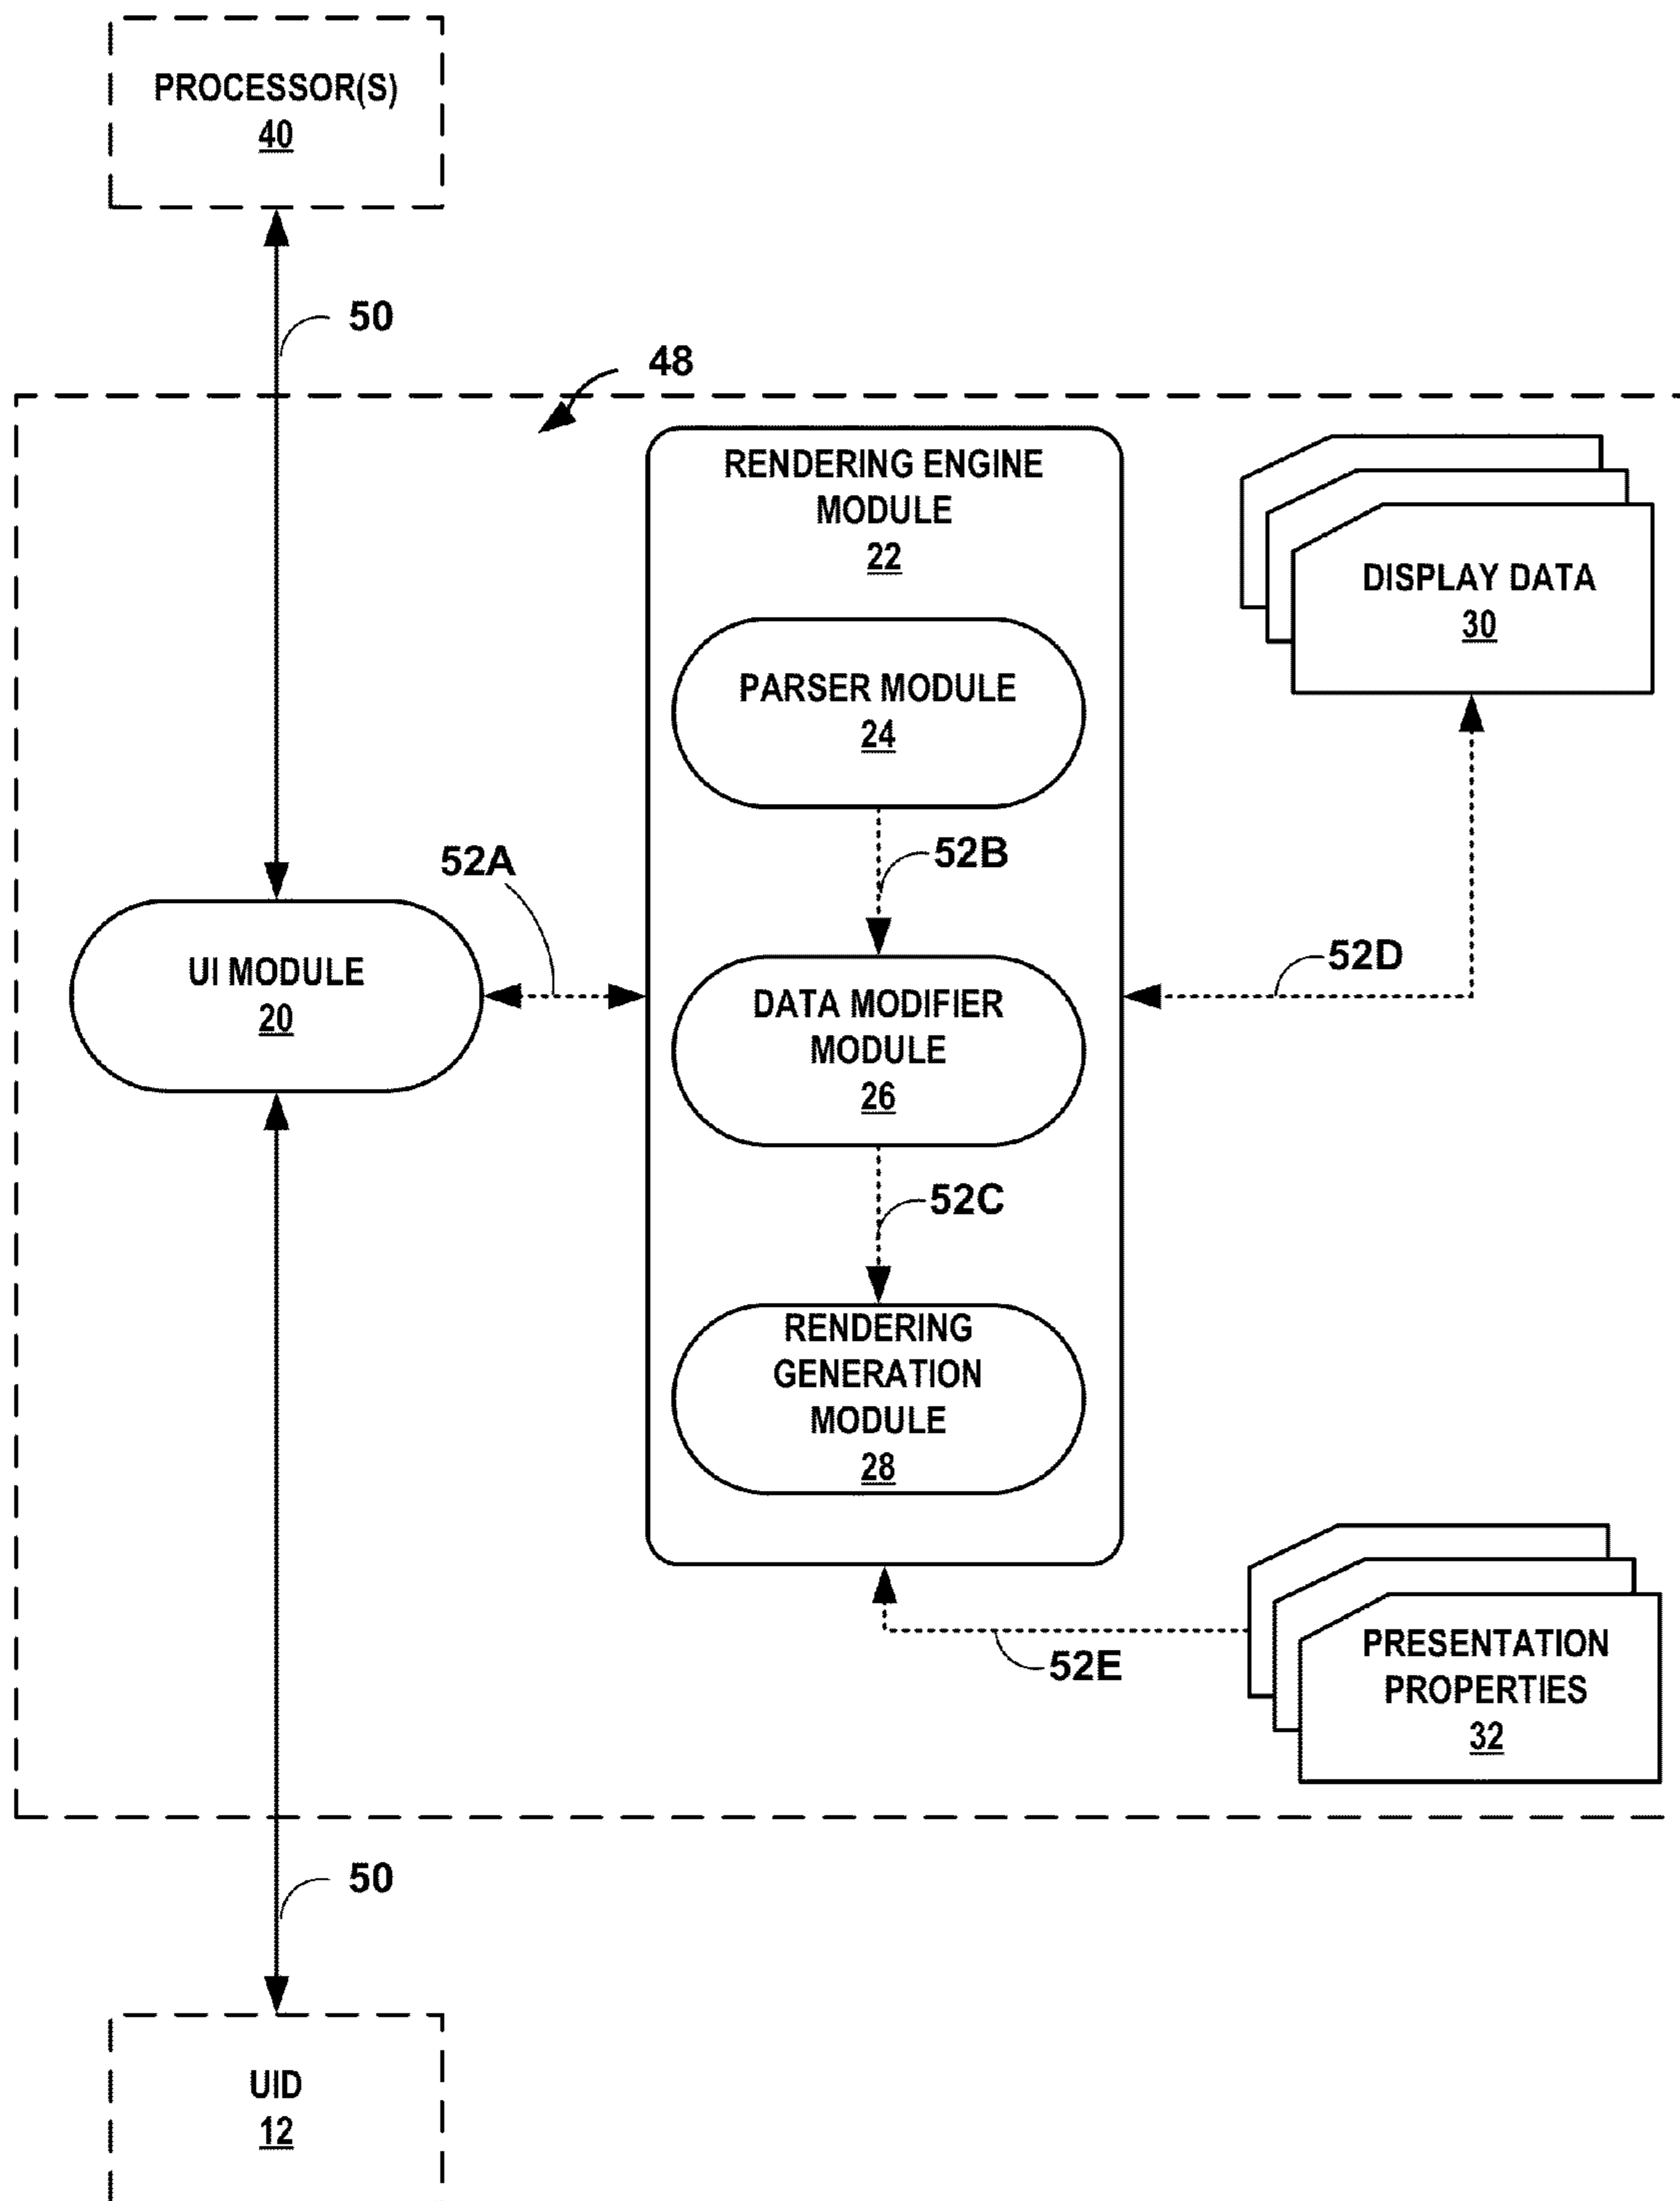 PROCESSOR(S)
40
50
48
RENDERING ENGINE
MODULE
22
DISPLAY DATA
30
PARSER MODULE
24
52B
52A
UI MODULE
20
52D
DATA MODIFIER
MODULE
26
52C
RENDERING
GENERATION
MODULE
28
52E
PRESENTATION
PROPERTIES
32
50
UID
12